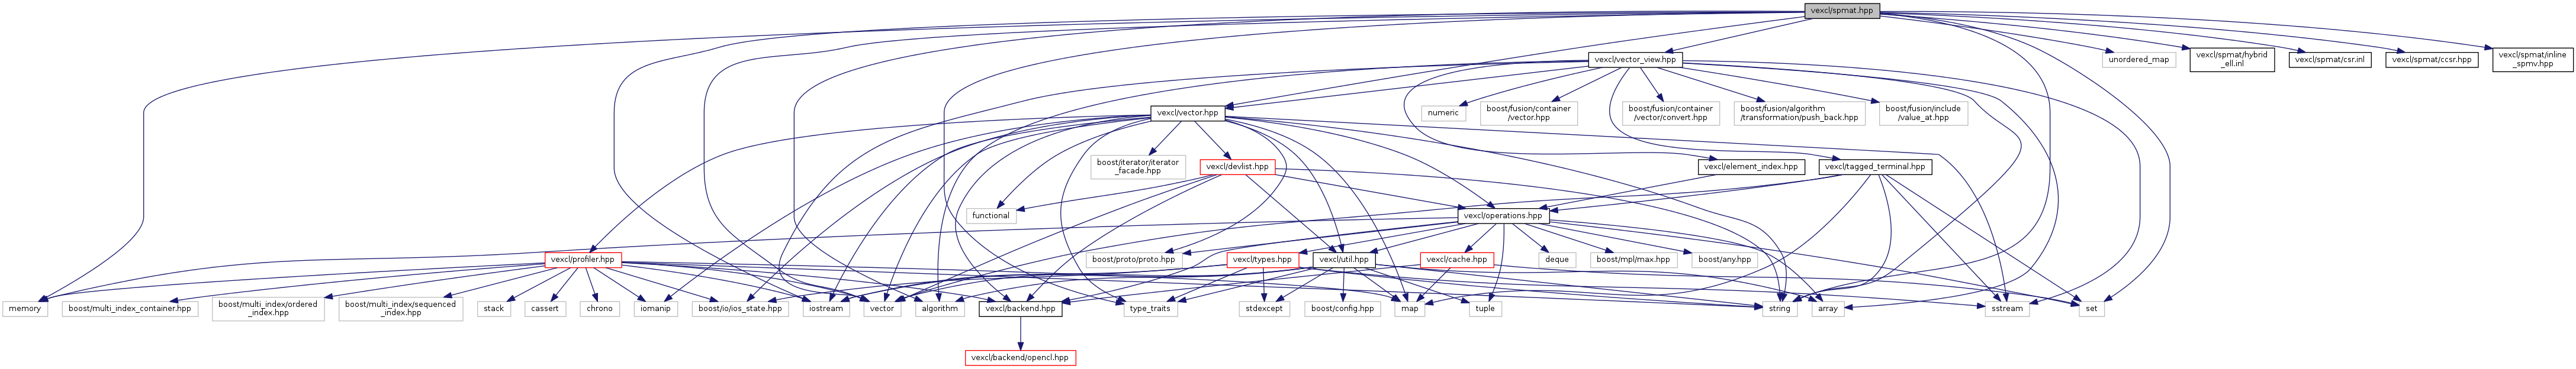 vexcl/spmat.hpp
vexcl/vector_view.hpp
unordered_map
vexcl/spmat/hybrid
_ell.inl
vexcl/spmat/csr.inl
vexcl/spmat/ccsr.hpp
vexcl/spmat/inline
_spmv.hpp
vexcl/vector.hpp
numeric
boost/fusion/container
/vector.hpp
boost/fusion/container
/vector/convert.hpp
boost/fusion/algorithm
/transformation/push_back.hpp
boost/fusion/include
/value_at.hpp
boost/iterator/iterator
_facade.hpp
vexcl/devlist.hpp
vexcl/element_index.hpp
vexcl/tagged_terminal.hpp
functional
vexcl/operations.hpp
vexcl/profiler.hpp
boost/proto/proto.hpp
vexcl/types.hpp
vexcl/util.hpp
vexcl/cache.hpp
deque
boost/mpl/max.hpp
boost/any.hpp
memory
boost/multi_index_container.hpp
boost/multi_index/ordered
_index.hpp
boost/multi_index/sequenced
_index.hpp
stack
cassert
chrono
iomanip
boost/io/ios_state.hpp
iostream
vector
algorithm
vexcl/backend.hpp
type_traits
stdexcept
boost/config.hpp
map
tuple
string
array
sstream
set
vexcl/backend/opencl.hpp